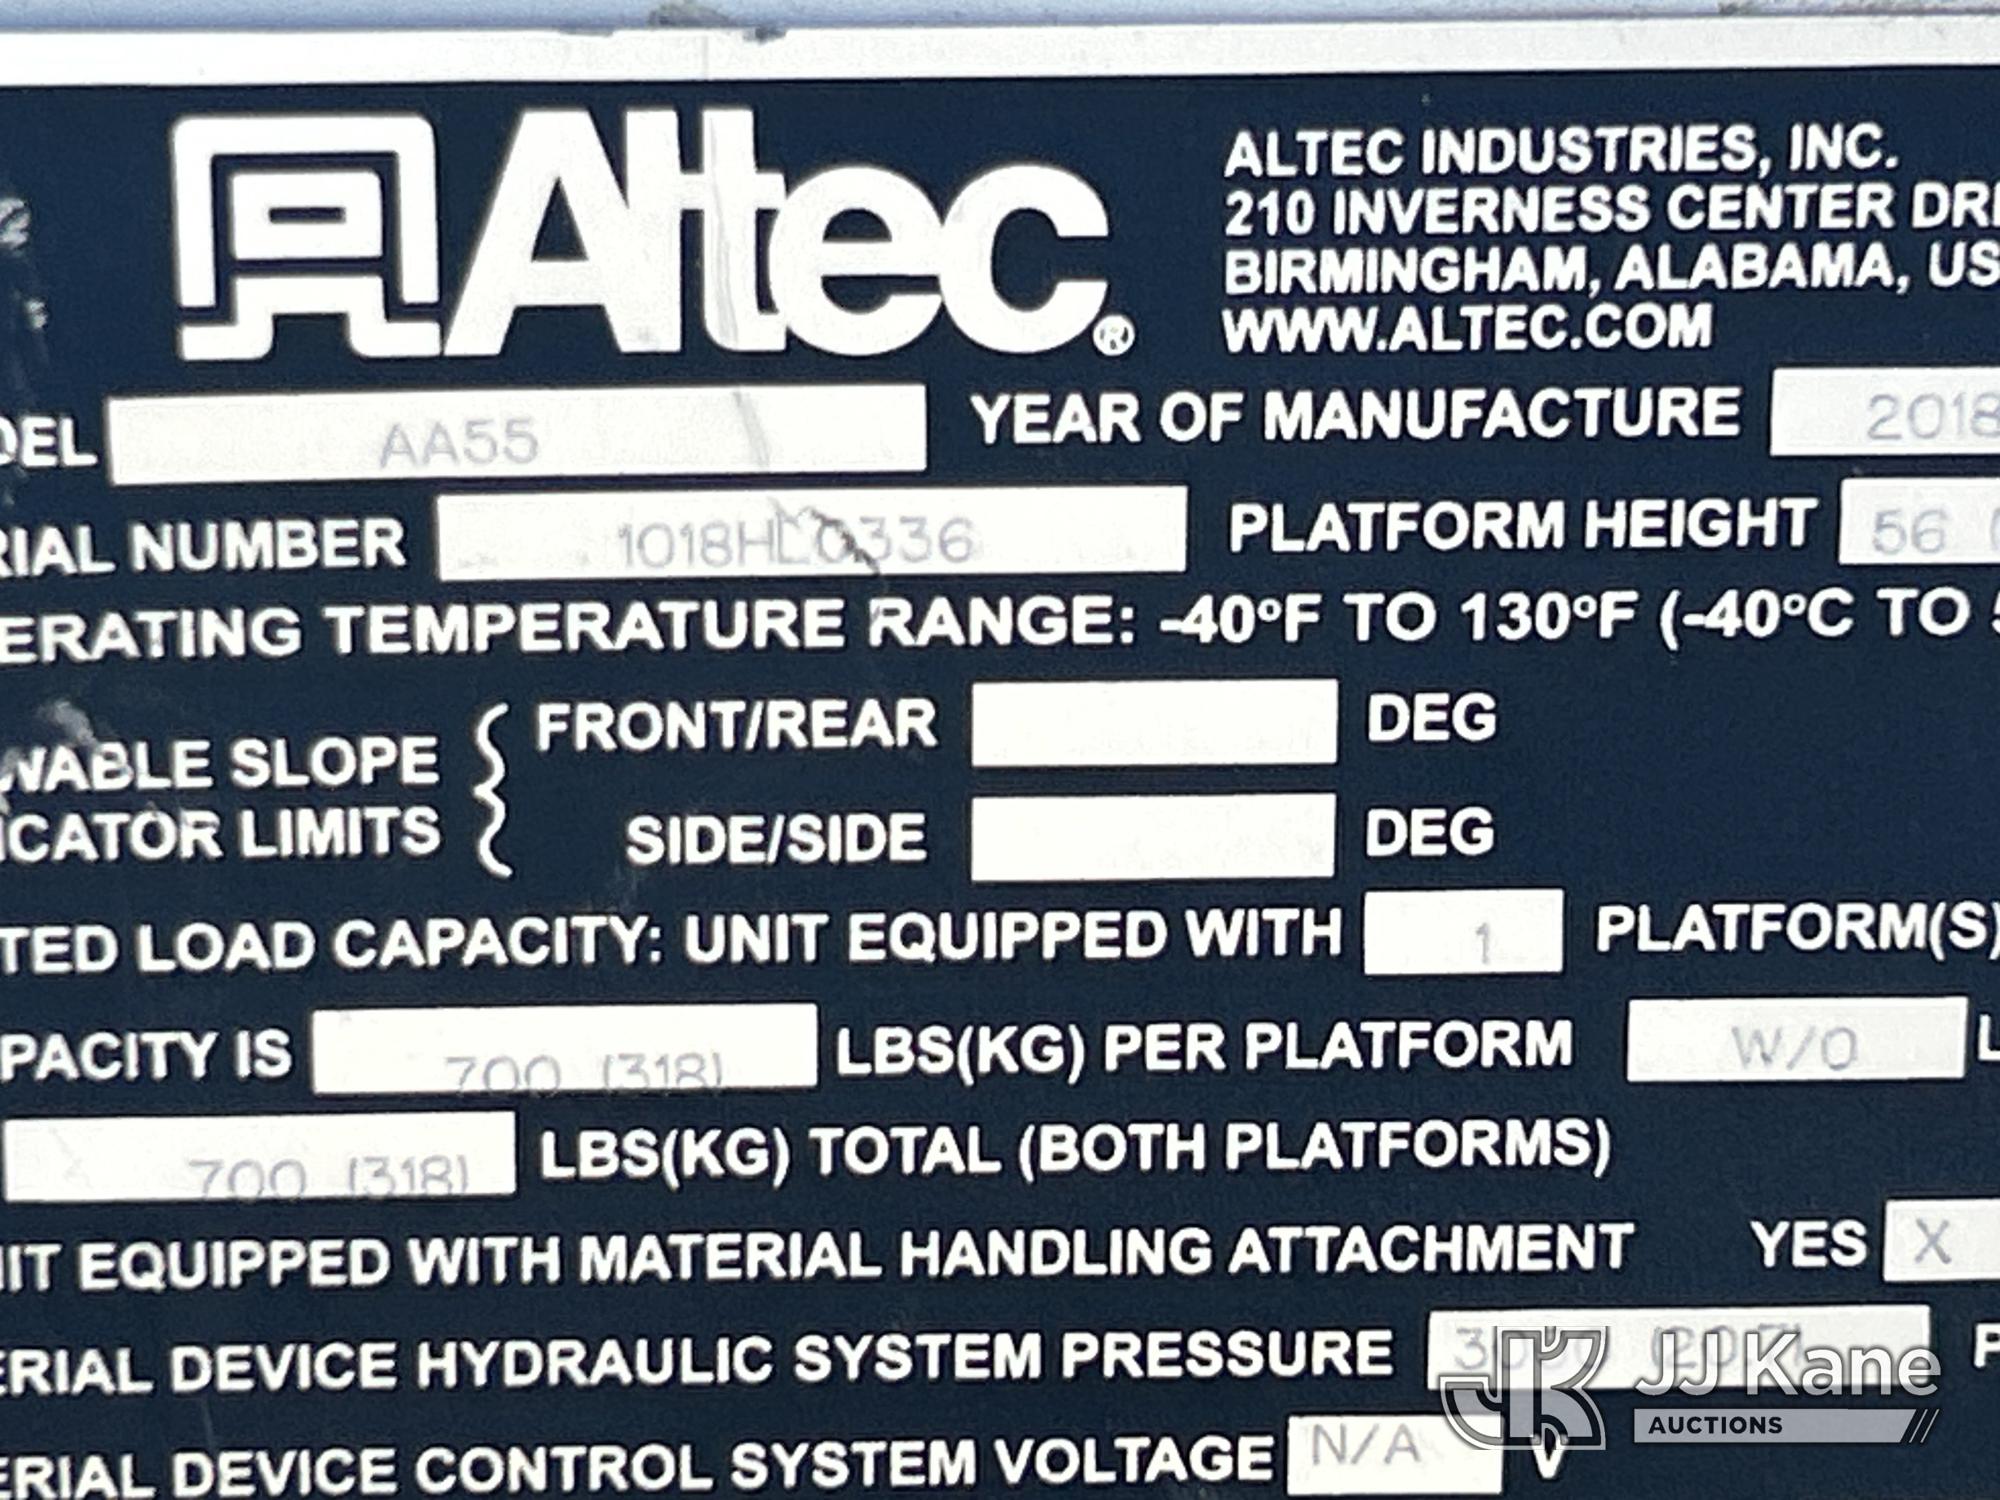 Altec®
ALTEC INDUSTRIES, INC.
210 INVERNESS CENTER DRI
BIRMINGHAM, ALABAMA, US
WWW.ALTEC.COM
DEL AA55 YEAR OF MANUFACTURE 2018
RIAL NUMBER 1018HL0336 PLATFORM HEIGHT 56 (
ERATING TEMPERATURE RANGE: -40°F TO 130°F (-40°C TO 5
WABLE SLOPE
ICATOR LIMITS
FRONT/REAR DEG
SIDE/SIDE DEG
TED LOAD CAPACITY: UNIT EQUIPPED WITH 1 PLATFORM(S)
PACITY IS 700 (318) LBS(KG) PER PLATFORM W/O L
700 (318) LBS(KG) TOTAL (BOTH PLATFORMS)
IT EQUIPPED WITH MATERIAL HANDLING ATTACHMENT YES X
ERIAL DEVICE HYDRAULIC SYSTEM PRESSURE P
ERIAL DEVICE CONTROL SYSTEM VOLTAGE N/A V
JK JJ Kane
AUCTIONS